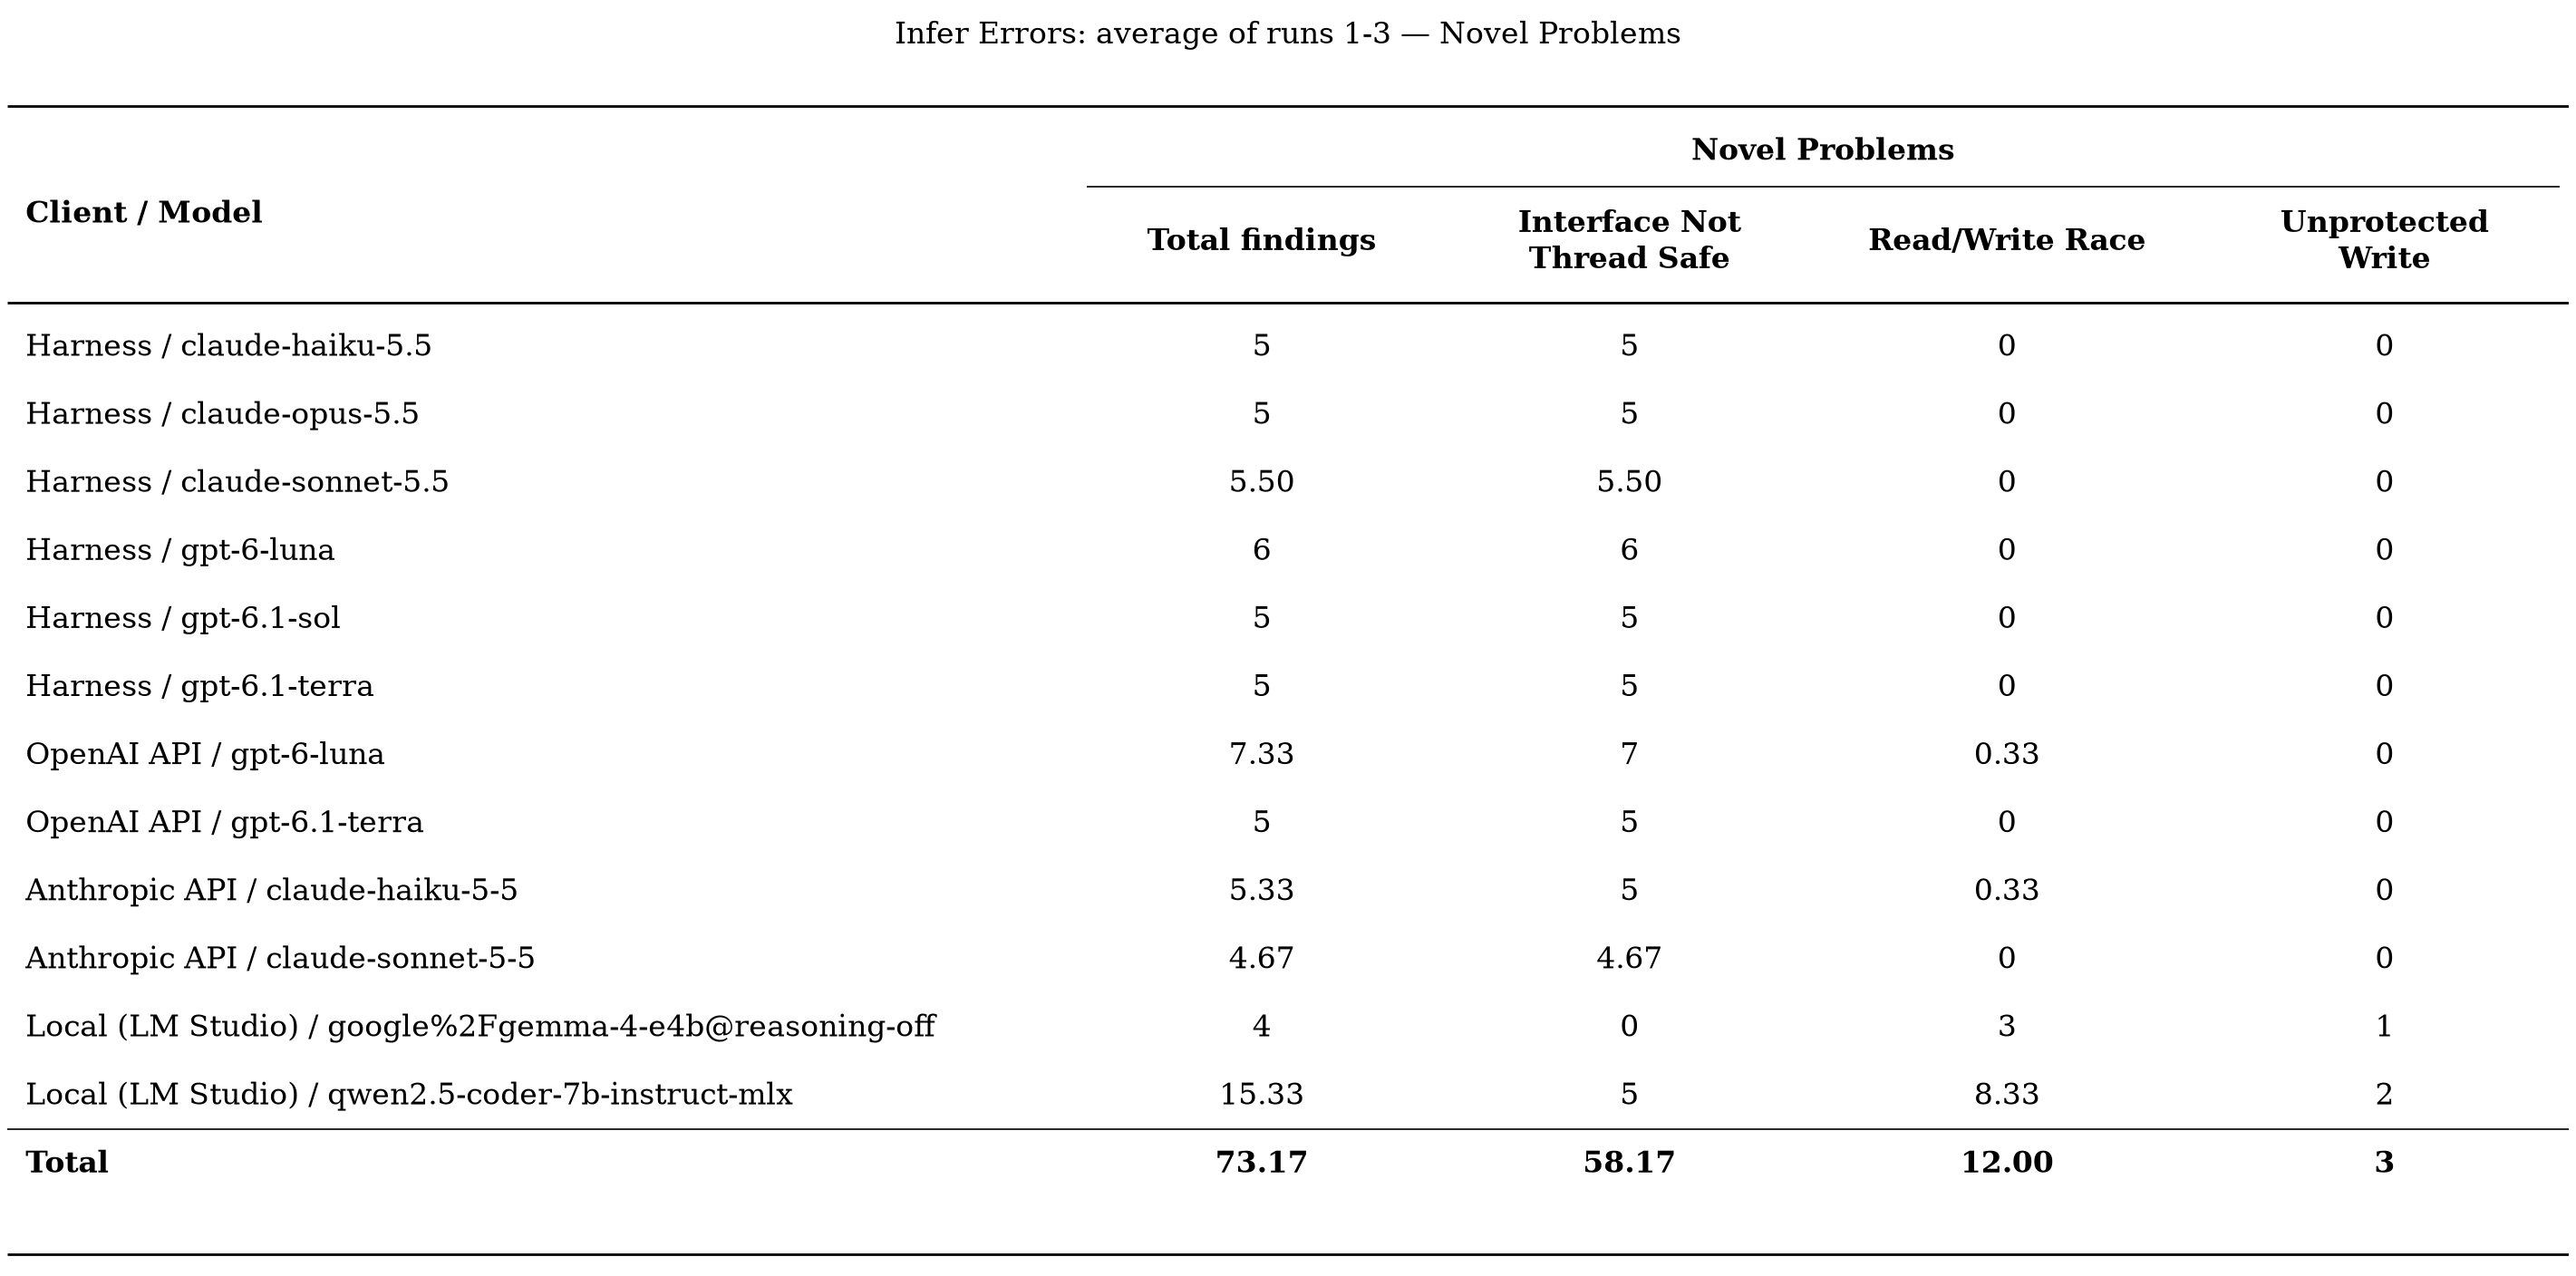 Infer Errors: average of runs 1-3 — Novel Problems
Novel Problems
Client / Model
Total findings
Interface Not
Thread Safe
Read/Write Race
Unprotected
Write
Harness / claude-haiku-5.5 5 5 0 0
Harness / claude-opus-5.5 5 5 0 0
Harness / claude-sonnet-5.5 5.50 5.50 0 0
Harness / gpt-6-luna 6 6 0 0
Harness / gpt-6.1-sol 5 5 0 0
Harness / gpt-6.1-terra 5 5 0 0
OpenAI API / gpt-6-luna 7.33 7 0.33 0
OpenAI API / gpt-6.1-terra 5 5 0 0
Anthropic API / claude-haiku-5-5 5.33 5 0.33 0
Anthropic API / claude-sonnet-5-5 4.67 4.67 0 0
Local (LM Studio) / google%2Fgemma-4-e4b@reasoning-off 4 0 3 1
Local (LM Studio) / qwen2.5-coder-7b-instruct-mlx 15.33 5 8.33 2
Total 73.17 58.17 12.00 3